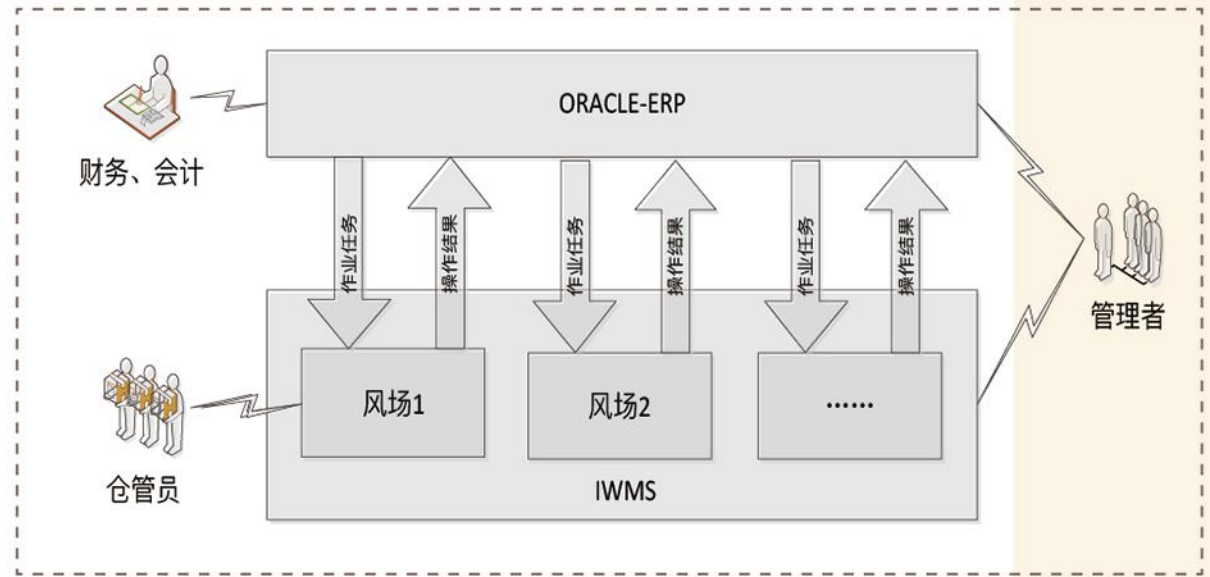 ORACLE-ERP
财务、会计
作业任务
操作结果
作业任务
操作结果
作业任务
操作结果
管理者
风场1
风场2
……
仓管员
IWMS